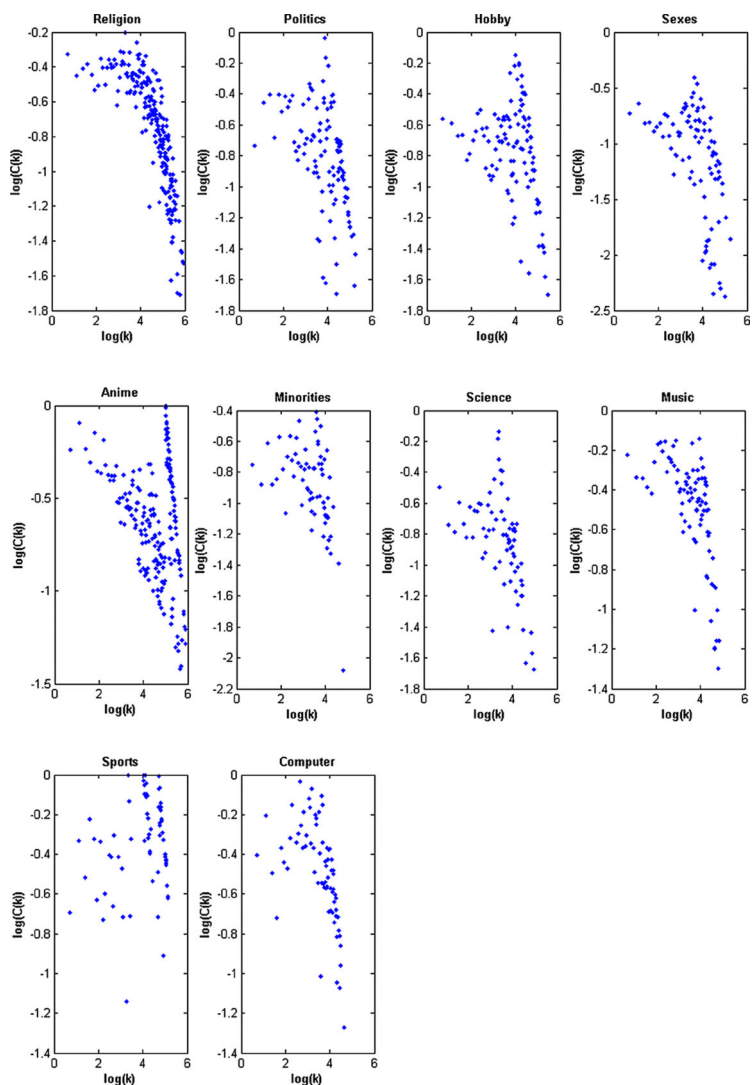 Religion
-0.2
-0.4
-0.6
-0.8
-1
-1.2
-1.4
-1.6
-1.8
log(C(k))
0 2 4 6
log(k)
Politics
0
-0.2
-0.4
-0.6
-0.8
-1
-1.2
-1.4
-1.6
-1.8
log(C(k))
0 2 4 6
log(k)
Hobby
0
-0.2
-0.4
-0.6
-0.8
-1
-1.2
-1.4
-1.6
-1.8
log(C(k))
0 2 4 6
log(k)
Sexes
0
-0.5
-1
-1.5
-2
-2.5
log(C(k))
0 2 4 6
log(k)
Anime
0
-0.5
-1
-1.5
log(C(k))
0 2 4 6
log(k)
Minorities
-0.4
-0.6
-0.8
-1
-1.2
-1.4
-1.6
-1.8
-2
-2.2
log(C(k))
0 2 4 6
log(k)
Science
0
-0.2
-0.4
-0.6
-0.8
-1
-1.2
-1.4
-1.6
-1.8
log(C(k))
0 2 4 6
log(k)
Music
0
-0.2
-0.4
-0.6
-0.8
-1
-1.2
-1.4
log(C(k))
0 2 4 6
log(k)
Sports
0
-0.2
-0.4
-0.6
-0.8
-1
-1.2
-1.4
log(C(k))
0 2 4 6
log(k)
Computer
0
-0.2
-0.4
-0.6
-0.8
-1
-1.2
-1.4
log(C(k))
0 2 4 6
log(k)